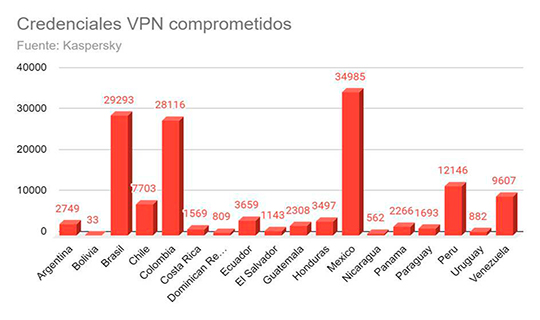 Credenciales VPN comprometidos
Fuente: Kaspersky
40000
30000
20000
10000
0
2749
33
29293
7703
28116
1569
809
3659
1143
2308
3497
34985
562
2266
1693
12146
882
9607
Argentina
Bolivia
Brasil
Chile
Colombia
Costa Rica
Dominican Re...
Ecuador
El Salvador
Guatemala
Honduras
Mexico
Nicaragua
Panama
Paraguay
Peru
Uruguay
Venezuela